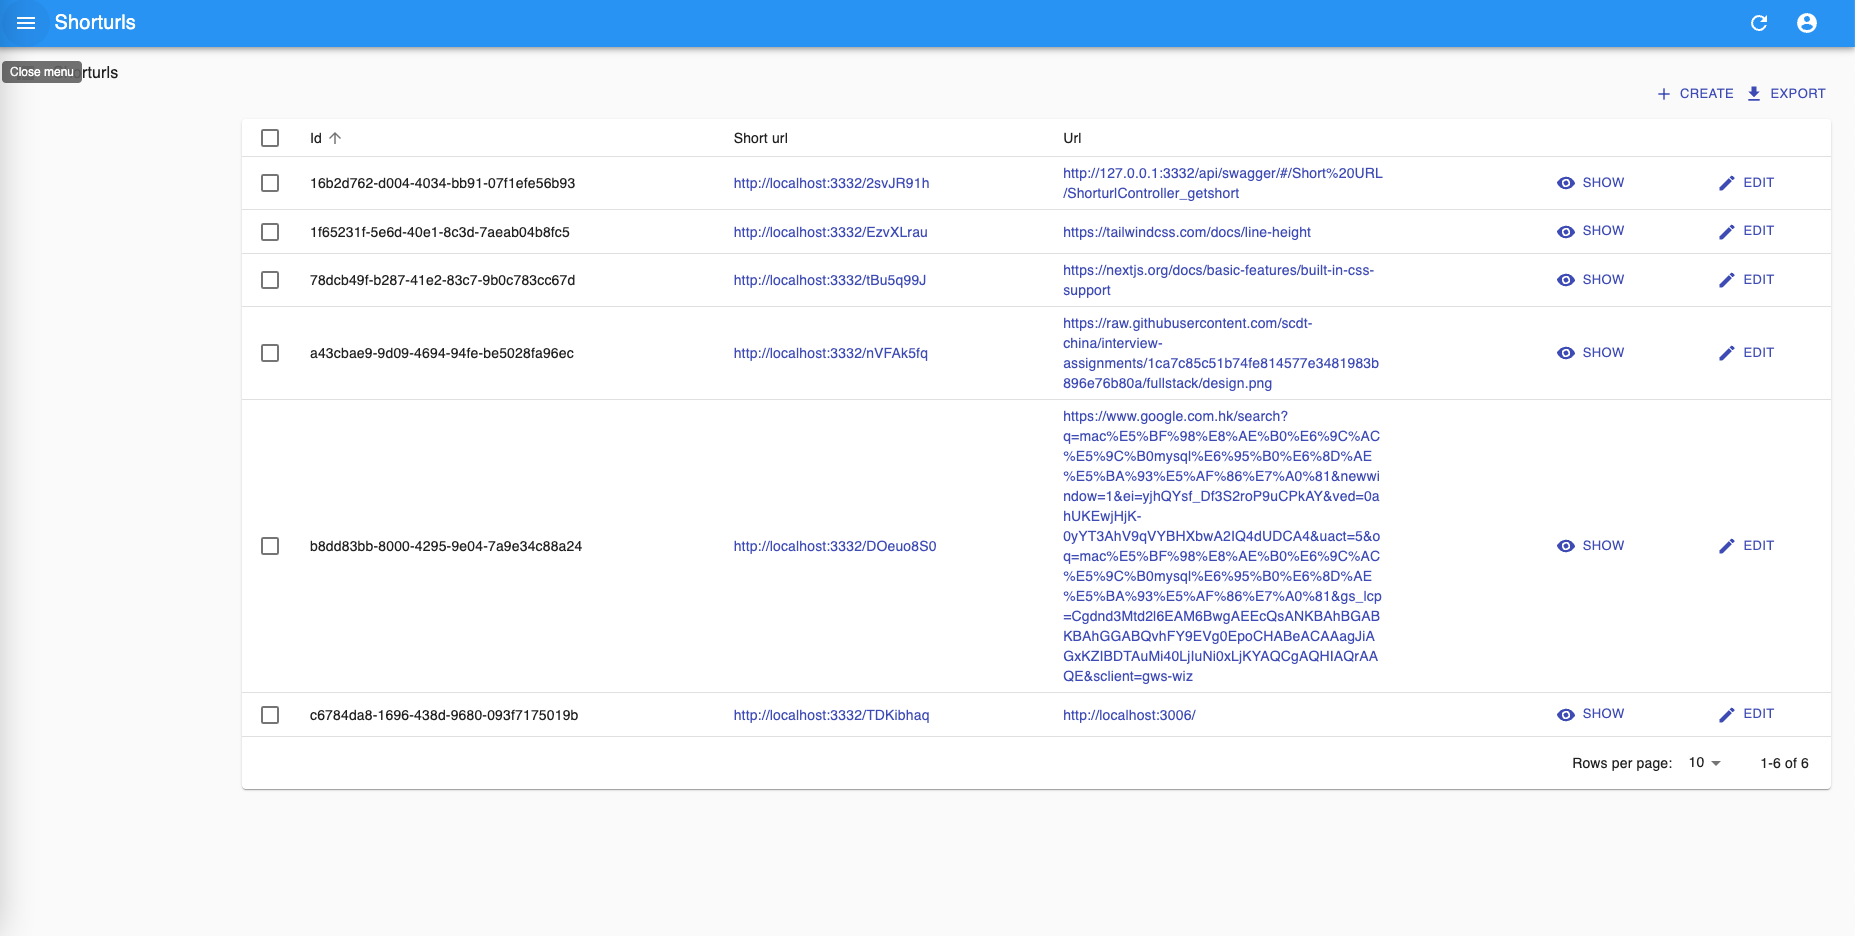 Shorturls
Close menu
rturls
CREATE
EXPORT
Id
Short url
Url
16b2d762-d004-4034-bb91-07f1efe56b93
http://localhost:3332/2svJR91h
http://127.0.0.1:3332/api/swagger/#/Short%20URL
/ShorturlController_getshort
SHOW
EDIT
1f65231f-5e6d-40e1-8c3d-7aeab04b8fc5
http://localhost:3332/EzvXLrau
https://tailwindcss.com/docs/line-height
SHOW
EDIT
78dcb49f-b287-41e2-83c7-9b0c783cc67d
http://localhost:3332/tBu5q99J
https://nextjs.org/docs/basic-features/built-in-css-
support
SHOW
EDIT
a43cbae9-9d09-4694-94fe-be5028fa96ec
http://localhost:3332/nVFAk5fq
https://raw.githubusercontent.com/scdt-
china/interview-
assignments/1ca7c85c51b74fe814577e3481983b
896e76b80a/fullstack/design.png
SHOW
EDIT
b8dd83bb-8000-4295-9e04-7a9e34c88a24
http://localhost:3332/DOeuo8S0
https://www.google.com.hk/search?
q=mac%E5%BF%98%E8%AE%B0%E6%9C%AC
%E5%9C%B0mysql%E6%95%B0%E6%8D%AE
%E5%BA%93%E5%AF%86%E7%A0%81&newwi
ndow=1&ei=yjhQYsf_Df3S2roP9uCPkAY&ved=0a
hUKEwjHjK-
0yYT3AhV9qVYBHXbwA2IQ4dUDCA4&uact=5&o
q=mac%E5%BF%98%E8%AE%B0%E6%9C%AC
%E5%9C%B0mysql%E6%95%B0%E6%8D%AE
%E5%BA%93%E5%AF%86%E7%A0%81&gs_lcp
=Cgdnd3Mtd2l6EAM6BwgAEEcQsANKBAhBGAB
KBAhGGABQvhFY9EVg0EpoCHABeACAAagJiA
GxKZIBDTAuMi40LjIuNi0xLjKYAQCgAQHIAQrAA
QE&sclient=gws-wiz
SHOW
EDIT
c6784da8-1696-438d-9680-093f7175019b
http://localhost:3332/TDKibhaq
http://localhost:3006/
SHOW
EDIT
Rows per page:
10
1-6 of 6